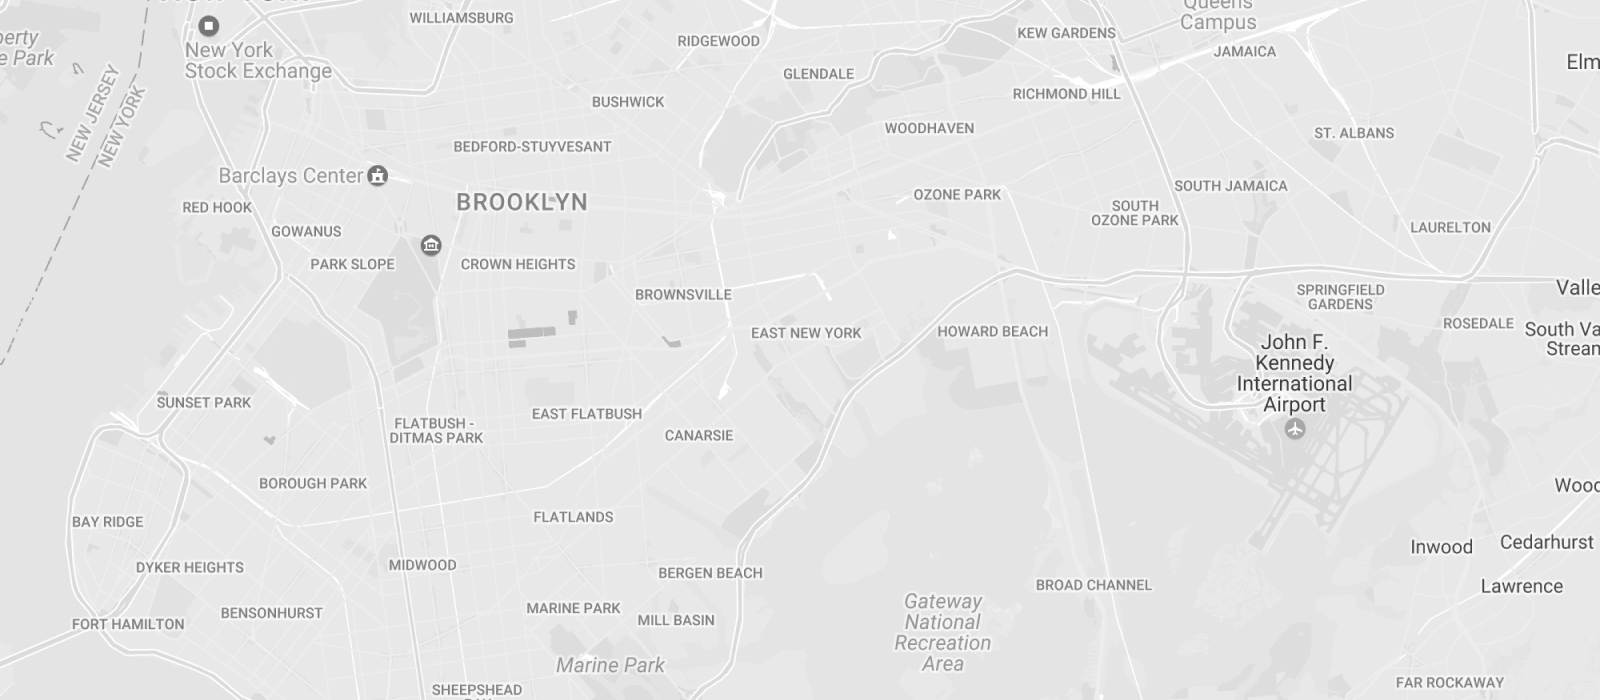 WILLIAMSBURG
Queens
Campus
New York
Stock Exchange
RIDGEWOOD
KEW GARDENS
JAMAICA
e Park
GLENDALE
Elm
NEW JERSEY
NEW YORK
BUSHWICK
RICHMOND HILL
WOODHAVEN
ST. ALBANS
BEDFORD-STUYVESANT
Barclays Center
BROOKLYN
OZONE PARK
SOUTH JAMAICA
RED HOOK
SOUTH
OZONE PARK
GOWANUS
LAURELTON
PARK SLOPE
CROWN HEIGHTS
BROWNSVILLE
SPRINGFIELD
GARDENS
Valle
EAST NEW YORK
HOWARD BEACH
ROSEDALE
South Va
Strean
John F.
Kennedy
International
Airport
SUNSET PARK
EAST FLATBUSH
FLATBUSH -
DITMAS PARK
CANARSIE
BOROUGH PARK
Wood
BAY RIDGE
FLATLANDS
Inwood
Cedarhurst
DYKER HEIGHTS
MIDWOOD
BERGEN BEACH
BROAD CHANNEL
Lawrence
Gateway
National
Recreation
Area
BENSONHURST
MARINE PARK
MILL BASIN
FORT HAMILTON
Marine Park
SHEEPSHEAD
FAR ROCKAWAY